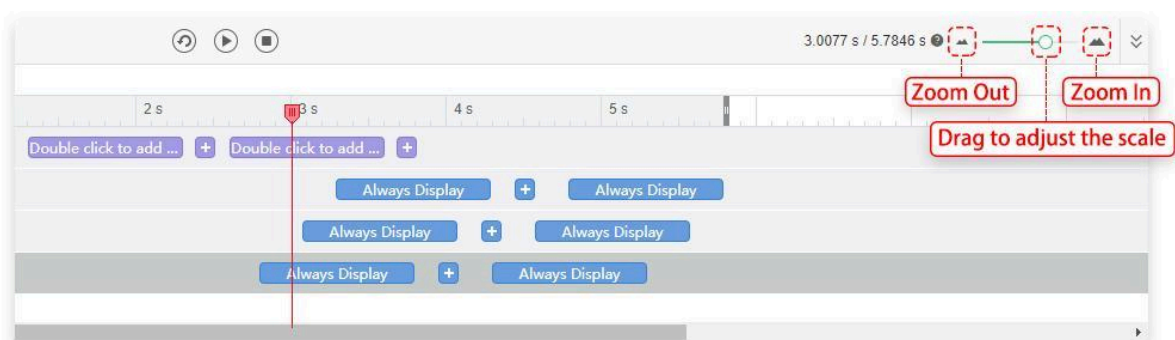 3.0077 s / 5.7846 s ?
Zoom Out
Zoom In
2 s
3 s
4 s
5 s
Drag to adjust the scale
Double click to add ...
+
Double click to add ...
+
Always Display
+
Always Display
Always Display
+
Always Display
Always Display
+
Always Display